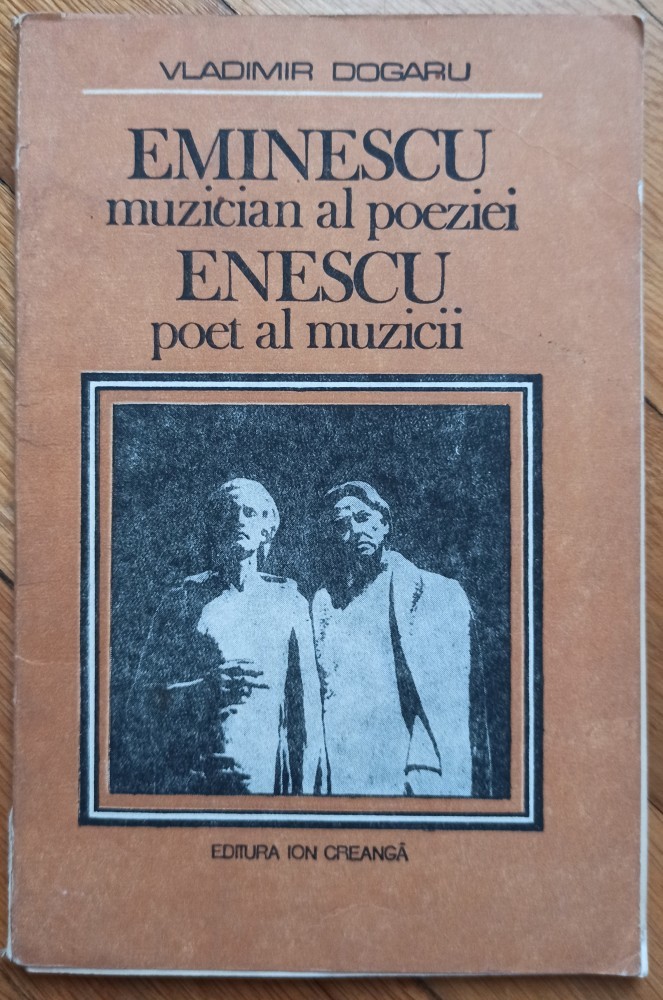 VLADIMIR DOGARU
EMINESCU
muzician al poeziei
ENESCU
poet al muzicii
EDITURA ION CREANGĂ